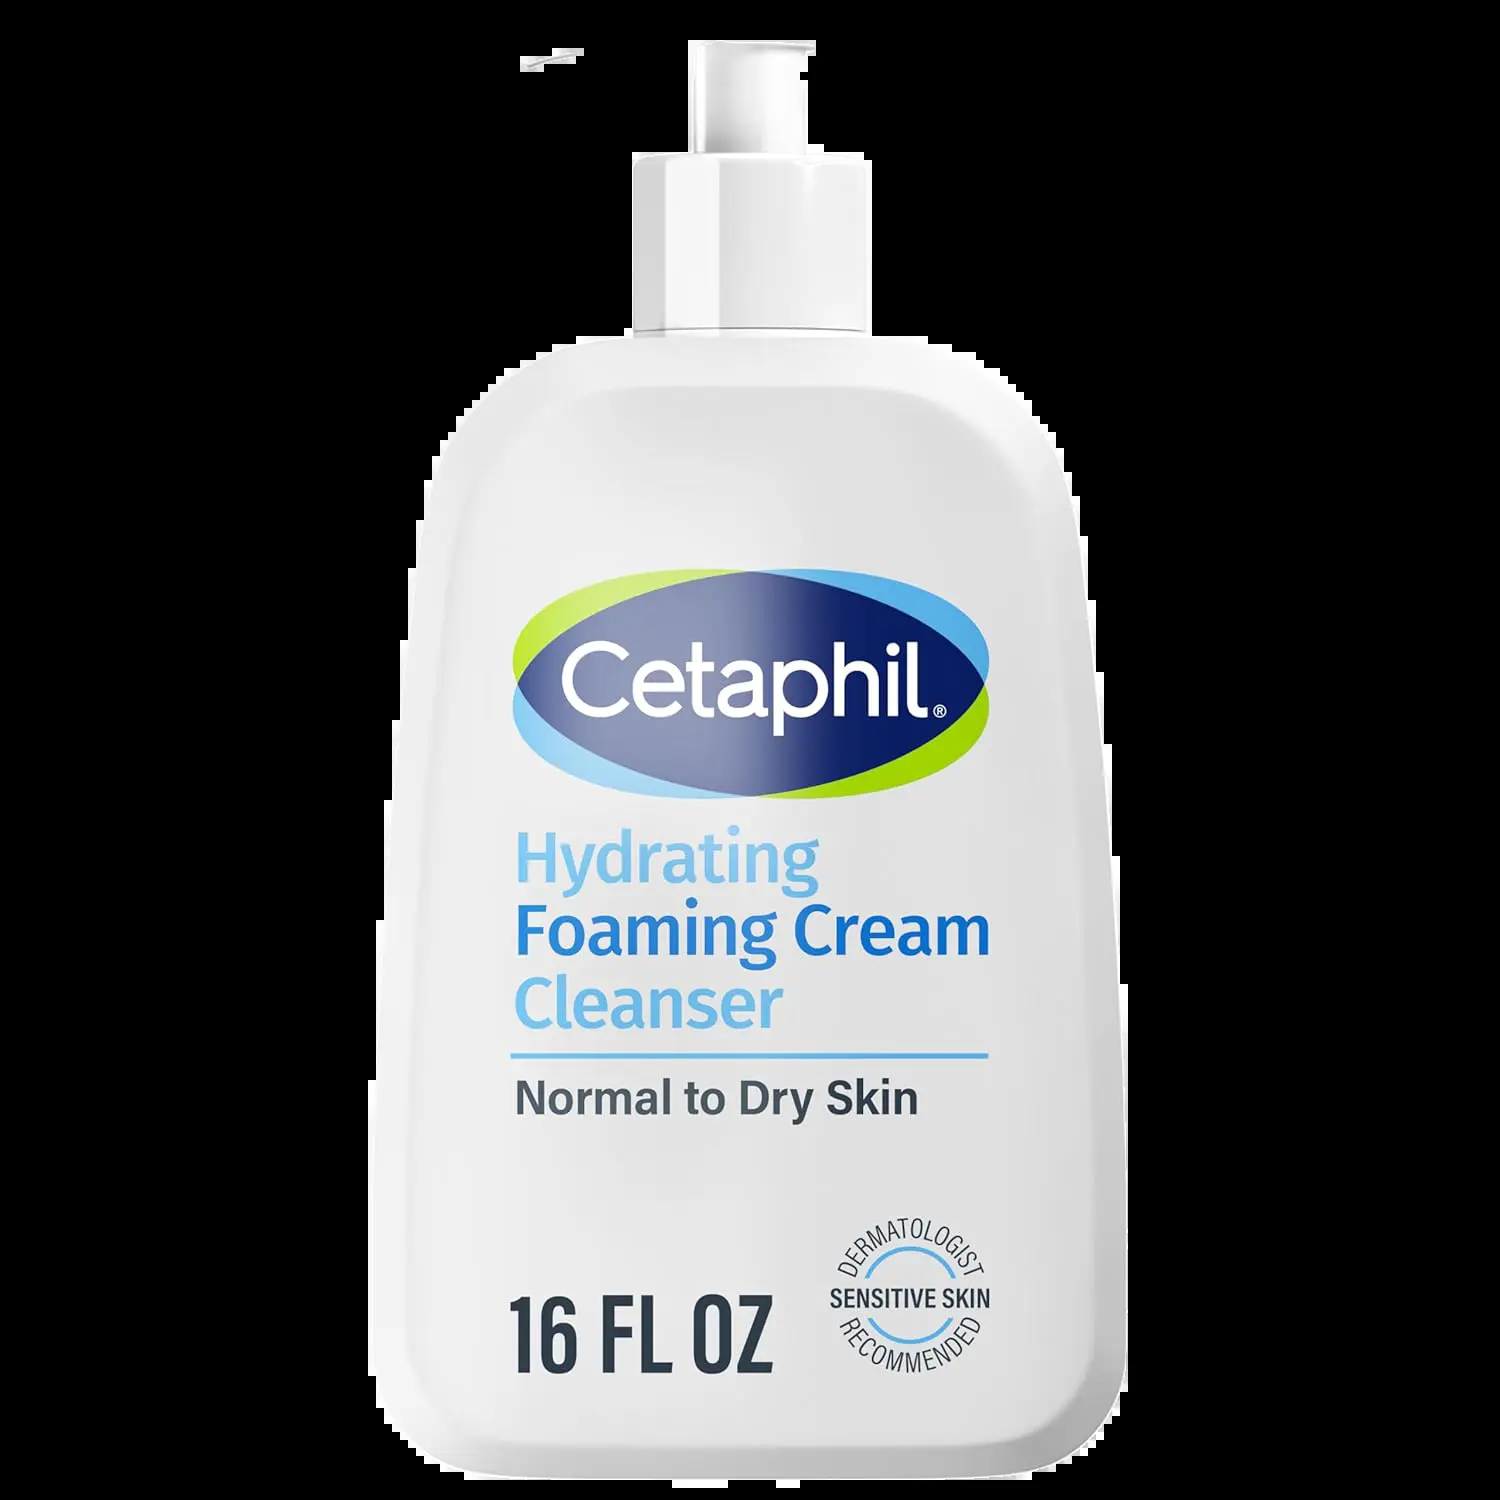 Cetaphil®
Hydrating
Foaming Cream
Cleanser
Normal to Dry Skin
16 FL OZ
DERMATOLOGIST
SENSITIVE SKIN
RECOMMENDED